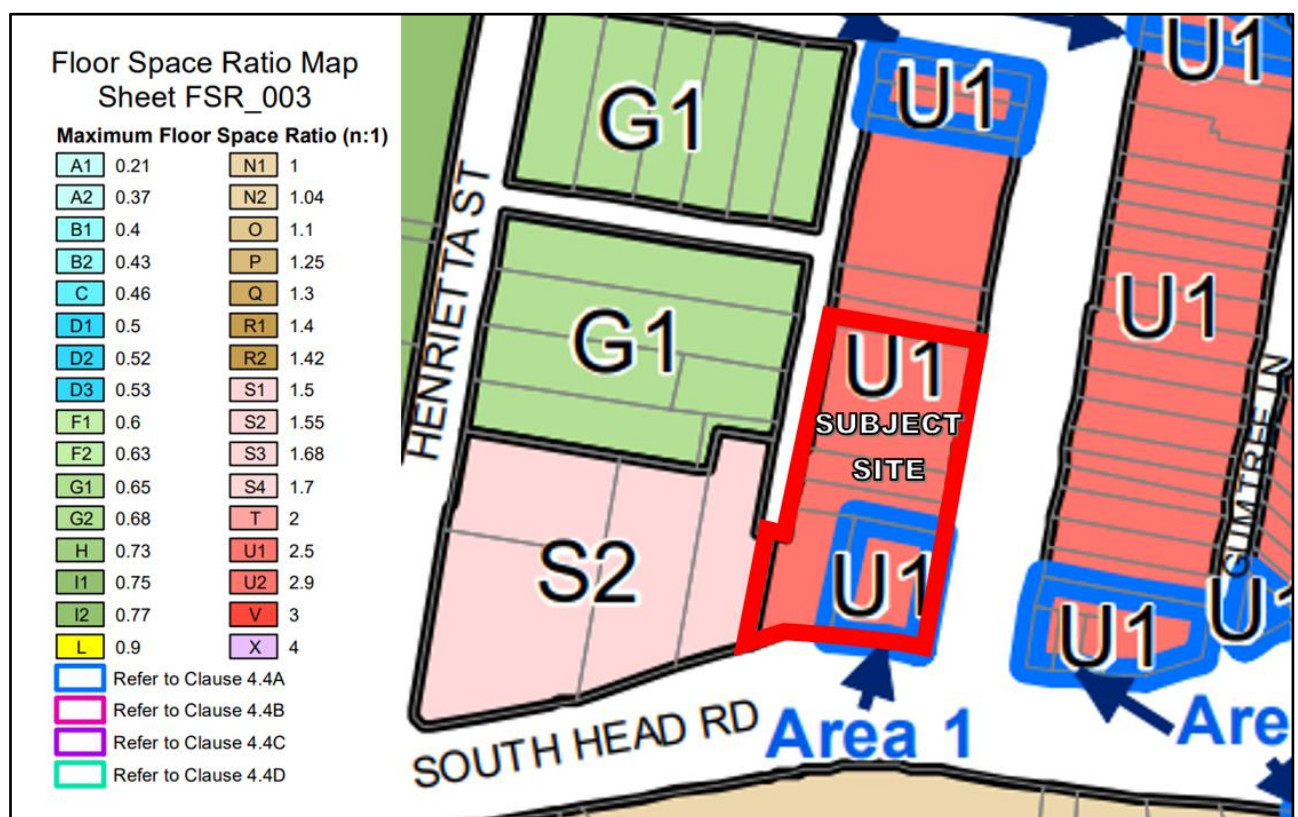 Floor Space Ratio Map
Sheet FSR_003
Maximum Floor Space Ratio (n:1)
A1 0.21
A2 0.37
B1 0.4
B2 0.43
C 0.46
D1 0.5
D2 0.52
D3 0.53
F1 0.6
F2 0.63
G1 0.65
G2 0.68
H 0.73
I1 0.75
I2 0.77
L 0.9
N1 1
N2 1.04
O 1.1
P 1.25
Q 1.3
R1 1.4
R2 1.42
S1 1.5
S2 1.55
S3 1.68
S4 1.7
T 2
U1 2.5
U2 2.9
V 3
X 4
Refer to Clause 4.4A
Refer to Clause 4.4B
Refer to Clause 4.4C
Refer to Clause 4.4D
U1
U1
G1
HENRIETTA ST
G1
U1
U1
SUBJECT
SITE
GUMTREE LN
S2
U1
U1
U1
SOUTH HEAD RD
Area 1
Are